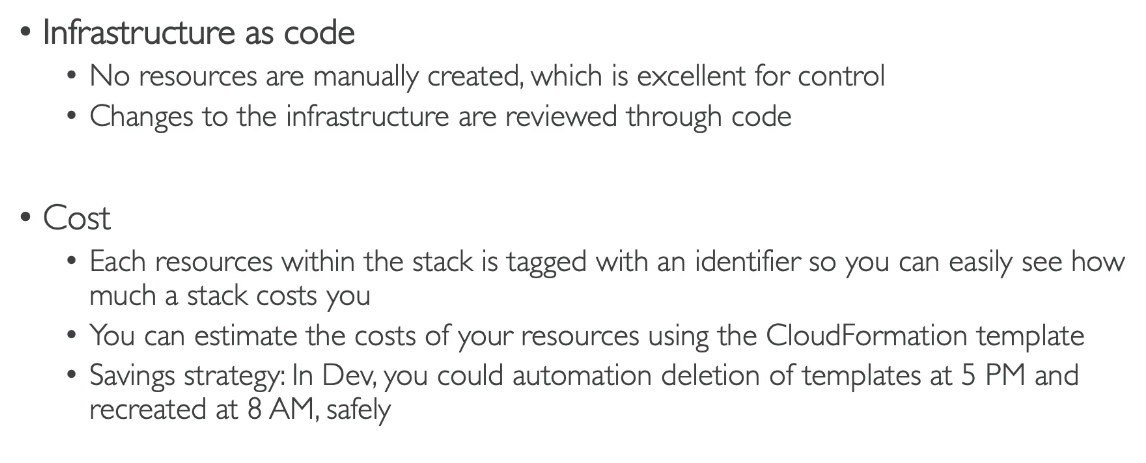 • Infrastructure as code
• No resources are manually created, which is excellent for control
• Changes to the infrastructure are reviewed through code
• Cost
• Each resources within the stack is tagged with an identifier so you can easily see how
much a stack costs you
• You can estimate the costs of your resources using the CloudFormation template
• Savings strategy: In Dev, you could automation deletion of templates at 5 PM and
recreated at 8 AM, safely